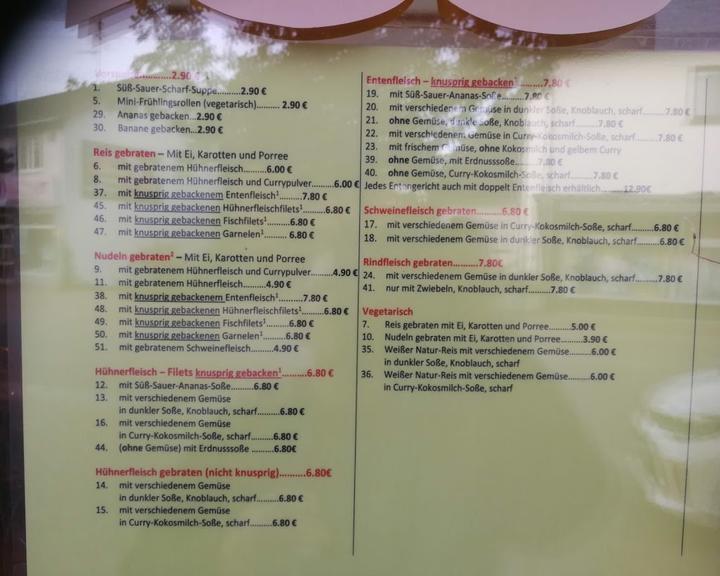 2.90 €
1. Süß-Sauer-Scharf-Suppe........2.90 €
5. Mini-Frühlingsrollen (vegetarisch)......... 2.90 €
29. Ananas gebacken...2.90 €
30. Banane gebacken...2.90 €
Reis gebraten – Mit Ei, Karotten und Porree
6. mit gebratenem Hühnerfleisch.........6.00 €
8. mit gebratenem Hühnerfleisch und Currypulver.........6.00 €
37. mit knusprig gebackenem Entenfleisch¹.........7.80 €
45. mit knusprig gebackenen Hühnerfleischfilets¹.........6.80 €
46. mit knusprig gebackenen Fischfilets¹.........6.80 €
47. mit knusprig gebackenen Garnelen¹......... 6.80 €
Nudeln gebraten² – Mit Ei, Karotten und Porree
9. mit gebratenem Hühnerfleisch und Currypulver.........4.90 €
11. mit gebratenem Hühnerfleisch.........4.90 €
38. mit knusprig gebackenem Entenfleisch¹.........7.80 €
48. mit knusprig gebackenen Hühnerfleischfilets¹.........6.80 €
49. mit knusprig gebackenen Fischfilets¹.........6.80 €
50. mit knusprig gebackenen Garnelen¹.........6.80 €
51. mit gebratenem Schweinefleisch.........4.90 €
Hühnerfleisch – Filets knusprig gebacken¹.........6.80 €
12. mit Süß-Sauer-Ananas-Soße.........6.80 €
13. mit verschiedenem Gemüse
in dunkler Soße, Knoblauch, scharf.........6.80 €
16. mit verschiedenem Gemüse
in Curry-Kokosmilch-Soße, scharf.........6.80 €
44. (ohne Gemüse) mit Erdnusssoße .........6.80€
Hühnerfleisch gebraten (nicht knusprig).........6.80€
14. mit verschiedenem Gemüse
in dunkler Soße, Knoblauch, scharf.........6.80 €
15. mit verschiedenem Gemüse
in Curry-Kokosmilch-Soße, scharf.........6.80 €
Entenfleisch – knusprig gebacken¹.........7.80 €
19. mit Süß-Sauer-Ananas-Soße.........7.80 €
20. mit verschiedenem Gemüse in dunkler Soße, Knoblauch, scharf.........7.80 €
21. ohne Gemüse, dunkle Soße, Knoblauch, scharf.........7.80 €
22. mit verschiedenem Gemüse in Curry-Kokosmilch-Soße, scharf.........7.80 €
23. mit frischem Gemüse, ohne Kokosmilch und gelbem Curry
39. ohne Gemüse, mit Erdnusssoße.........7.80 €
40. ohne Gemüse, Curry-Kokosmilch-Soße, scharf.........7.80 €
Jedes Entengericht auch mit doppelt Entenfleisch erhältlich.........12.90€
Schweinefleisch gebraten.........6.80 €
17. mit verschiedenem Gemüse in Curry-Kokosmilch-Soße, scharf.........6.80 €
18. mit verschiedenem Gemüse in dunkler Soße, Knoblauch, scharf.........6.80 €
Rindfleisch gebraten.........7.80€
24. mit verschiedenem Gemüse in dunkler Soße, Knoblauch, scharf.........7.80 €
41. nur mit Zwiebeln, Knoblauch, scharf.........7.80 €
Vegetarisch
7. Reis gebraten mit Ei, Karotten und Porree.........5.00 €
10. Nudeln gebraten mit Ei, Karotten und Porree.........3.90 €
35. Weißer Natur-Reis mit verschiedenem Gemüse.........6.00 €
in dunkler Soße, Knoblauch, scharf
36. Weißer Natur-Reis mit verschiedenem Gemüse.........6.00 €
in Curry-Kokosmilch-Soße, scharf